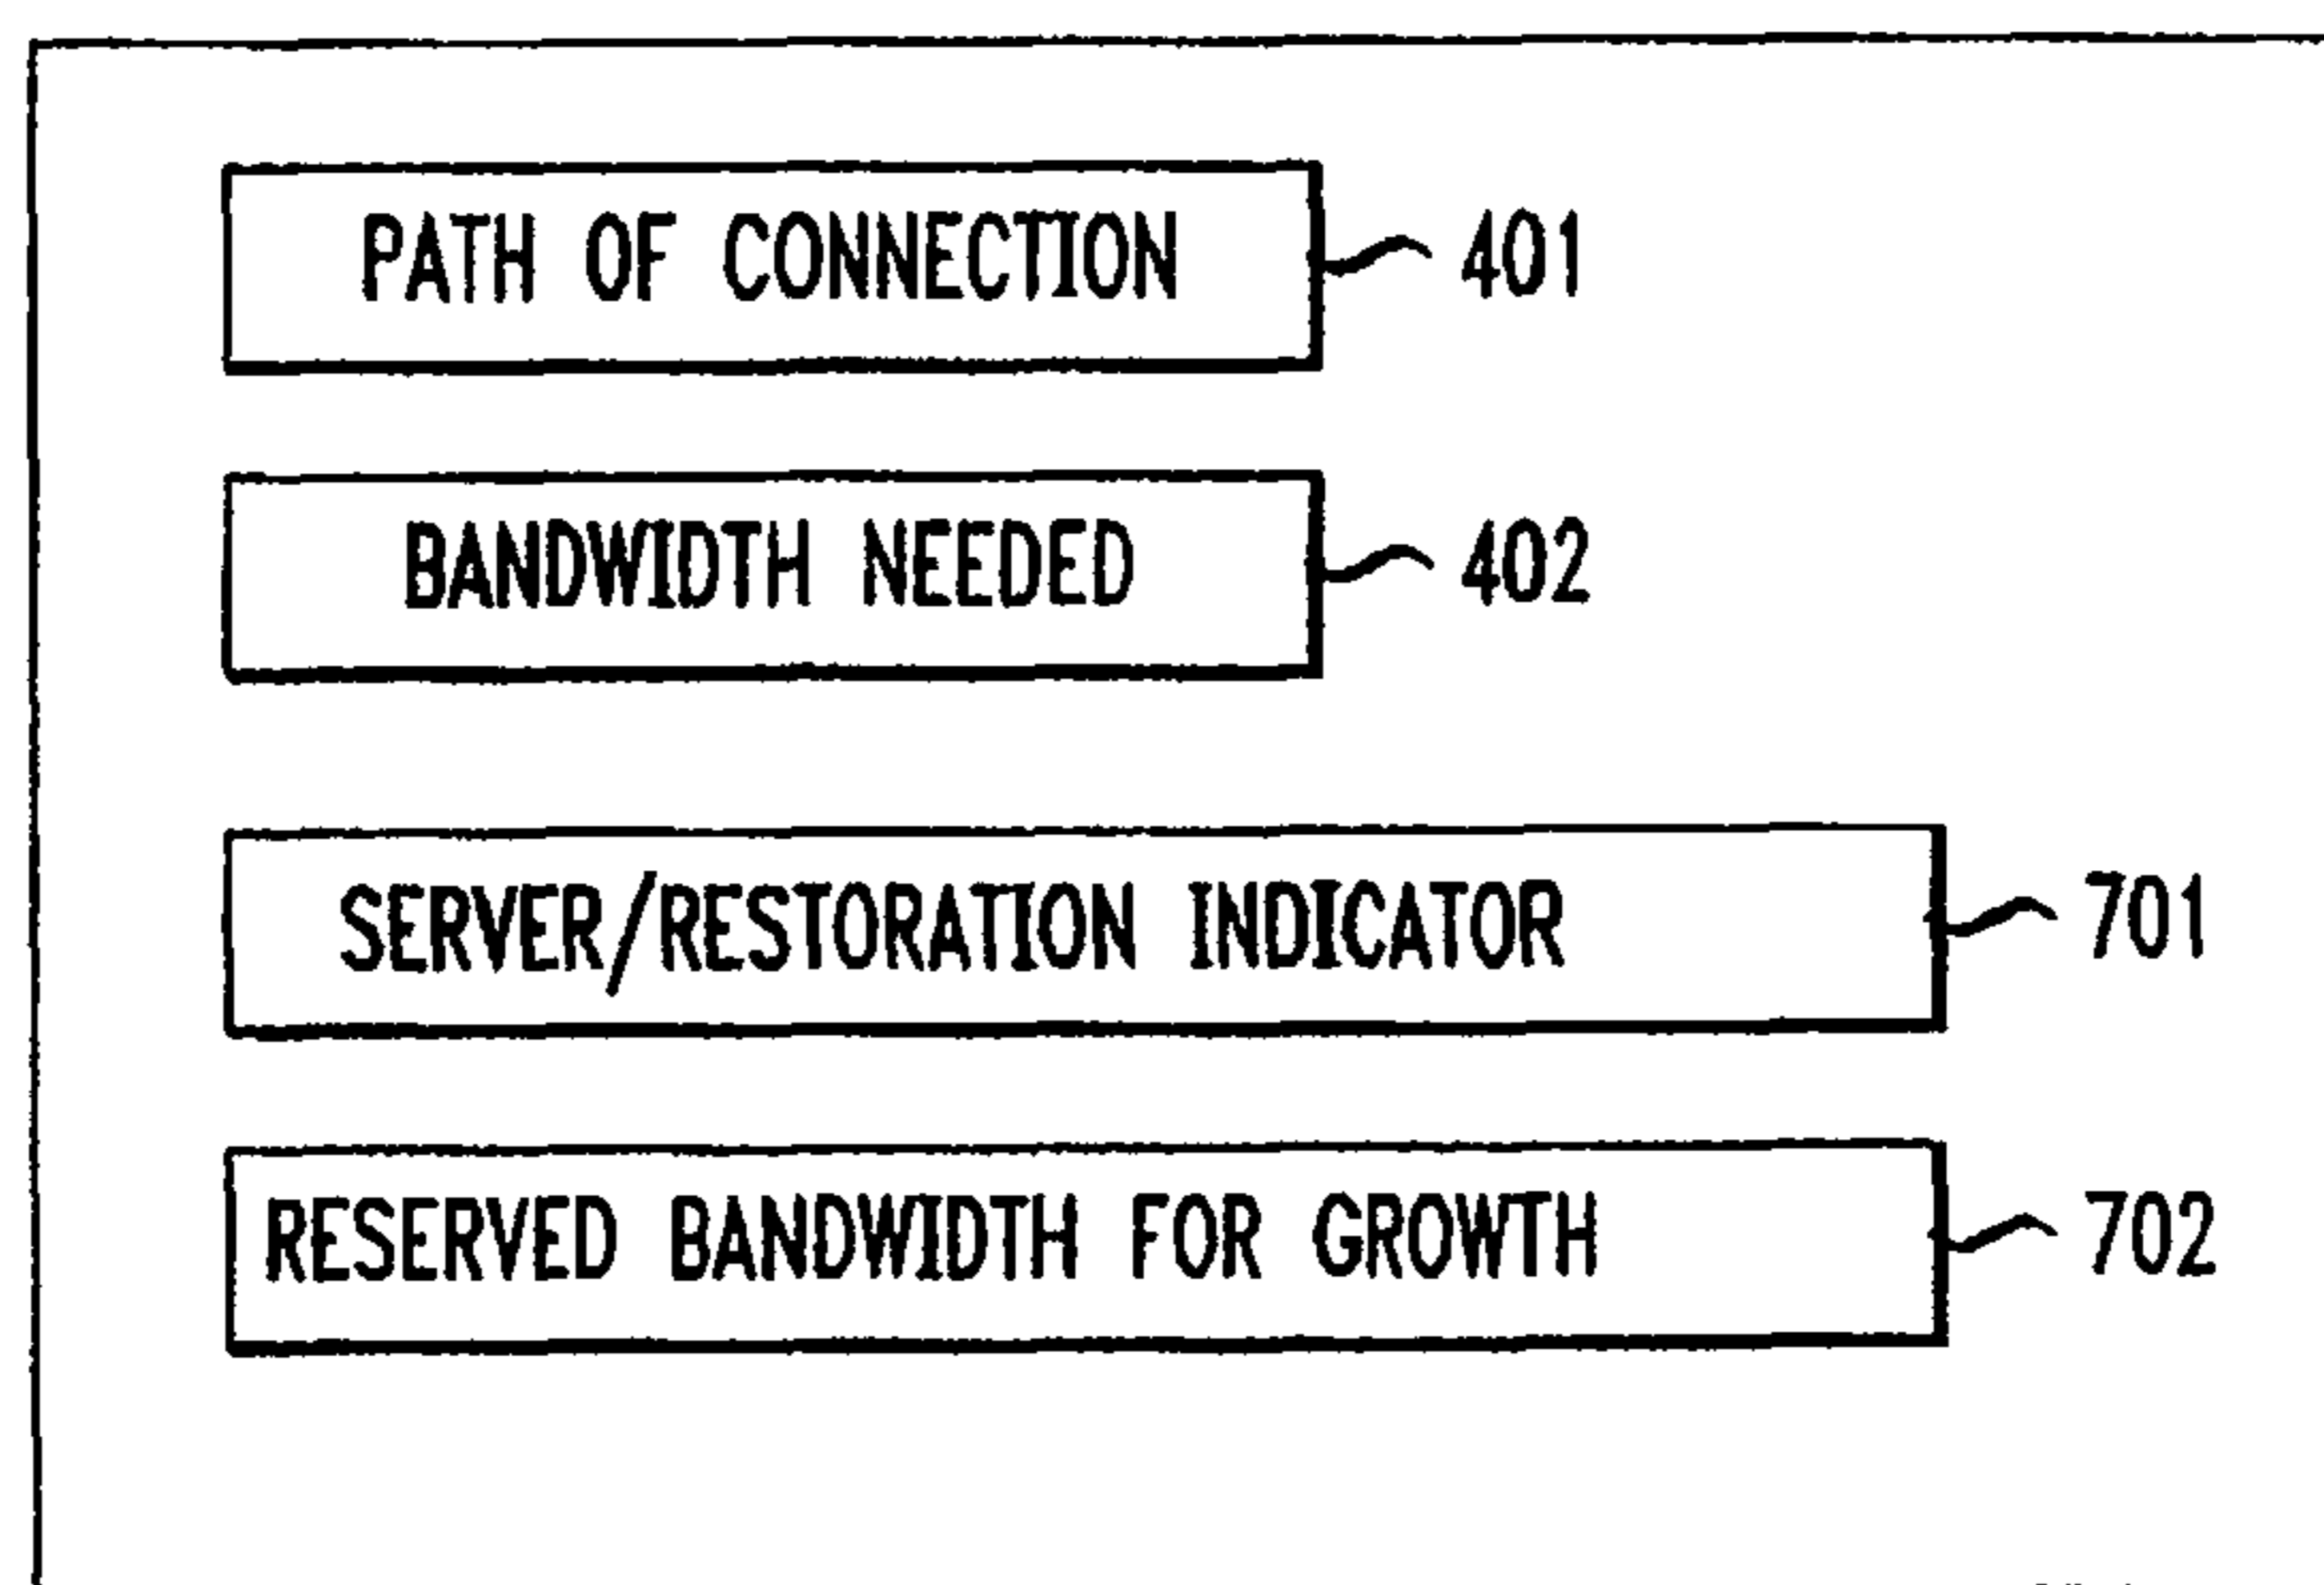 PATH OF CONNECTION 401
BANDWIDTH NEEDED 402
SERVER/RESTORATION INDICATOR 701
RESERVED BANDWIDTH FOR GROWTH 702